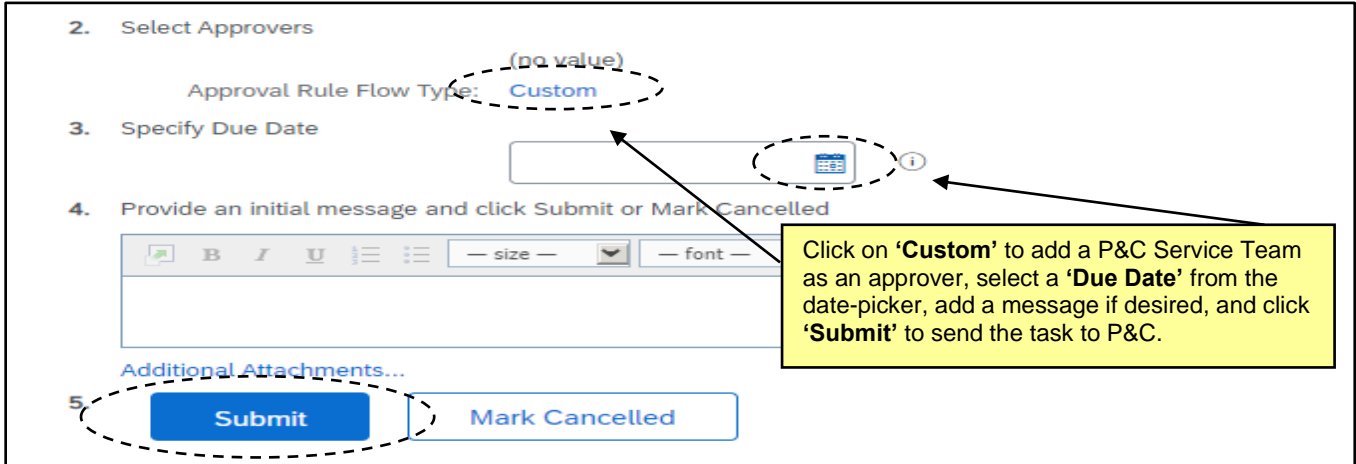 2. Select Approvers
(no value)
Approval Rule Flow Type: Custom
3. Specify Due Date
4. Provide an initial message and click Submit or Mark Cancelled
B I U — size — — font —
Click on ‘Custom’ to add a P&C Service Team
as an approver, select a ‘Due Date’ from the
date-picker, add a message if desired, and click
‘Submit’ to send the task to P&C.
Additional Attachments...
5. Submit Mark Cancelled